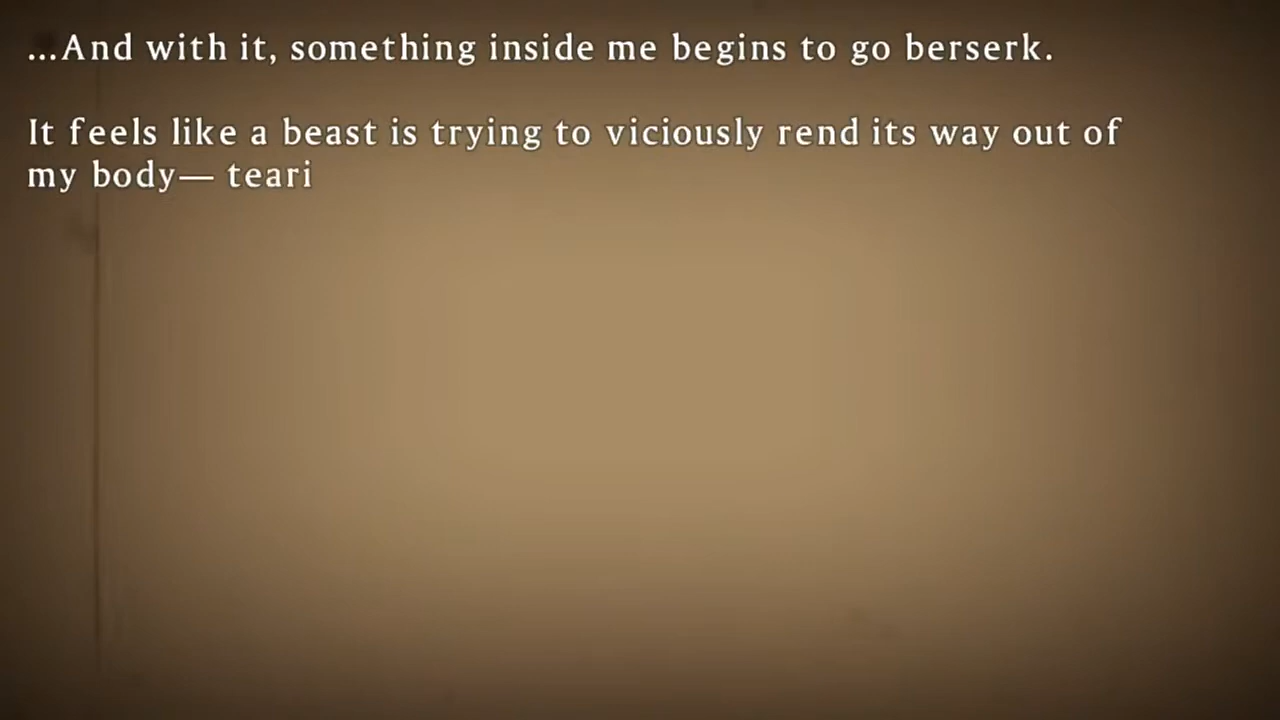 ...And with it, something inside me begins to go berserk.
It feels like a beast is trying to viciously rend its way out of
my body— teari